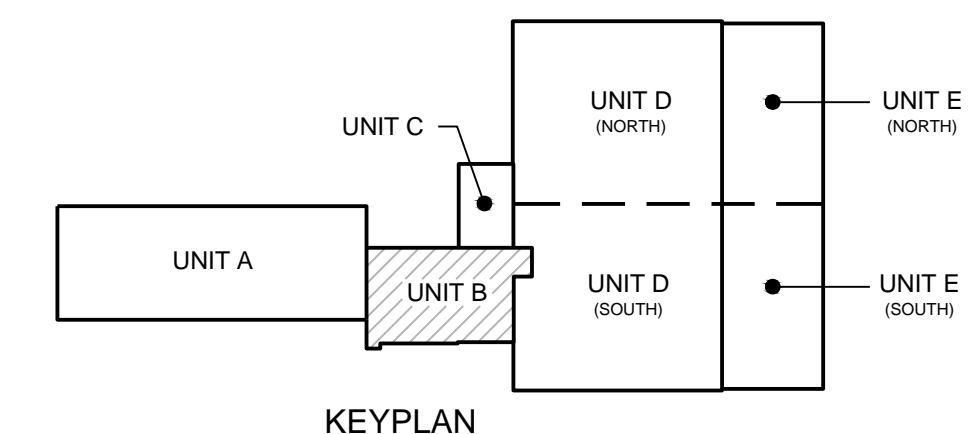 UNIT D
(NORTH)
UNIT E
(NORTH)
UNIT C
UNIT A
UNIT B
UNIT D
(SOUTH)
UNIT E
(SOUTH)
KEYPLAN